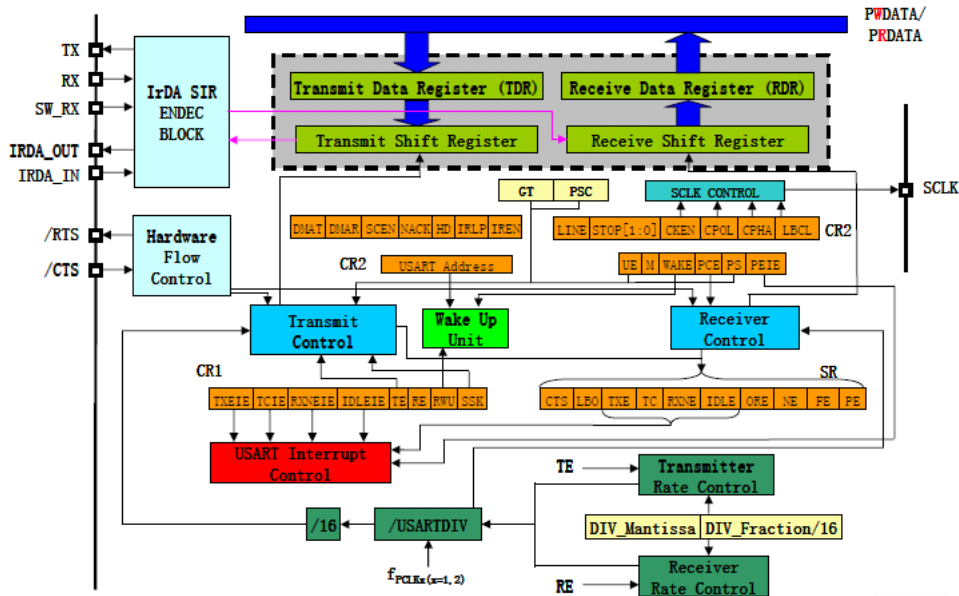 PWDATA/
PRDATA
TX
RX
SW_RX
IRDA_OUT
IRDA_IN
IrDA SIR
ENDEC
BLOCK
Transmit Data Register (TDR)
Receive Data Register (RDR)
Transmit Shift Register
Receive Shift Register
GT PSC
SCLK CONTROL
SCLK
/RTS
/CTS
Hardware
Flow
Control
DMAT DMAR SCEN NACK HD IRLP IREN
LINE STOP[1:0] CKEN CPOL CPHA LBCL
CR2
CR2
USART Address
UE M WAKE PCE PS PEIE
Transmit
Control
Wake Up
Unit
Receiver
Control
CR1
SR
TXEIE TCIE RXNEIE IDLEIE TE RE RWU SSK
CTS LBO TXE TC RXNE IDLE ORE NE FE PE
USART Interrupt
Control
TE
Transmitter
Rate Control
/16
/USARTDIV
DIV_Mantissa DIV_Fraction/16
fPCLKx(x=1,2)
RE
Receiver
Rate Control